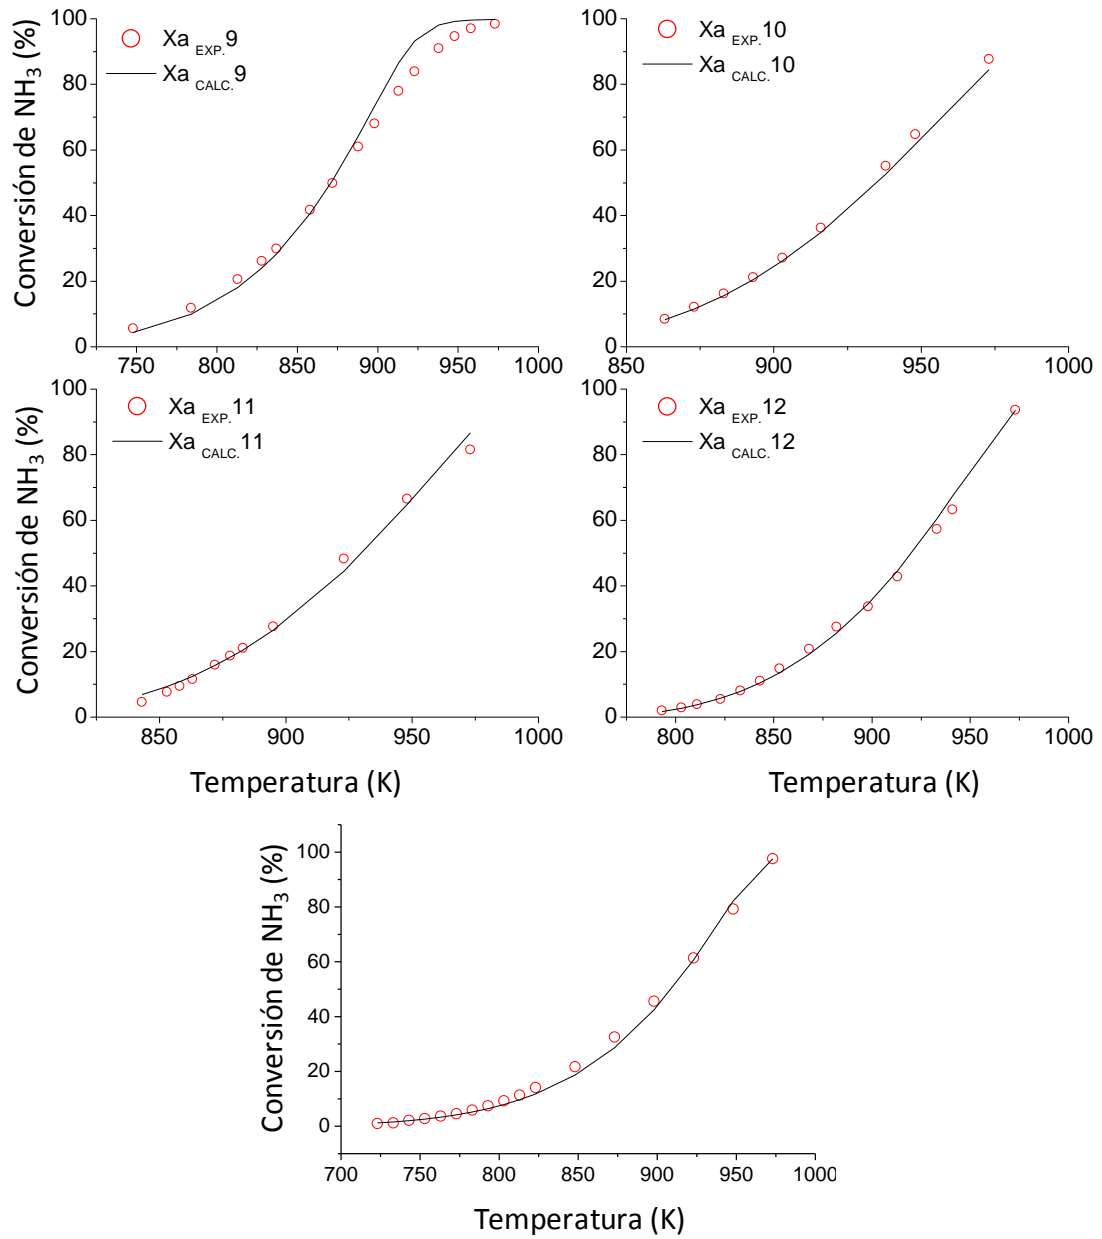 Conversión de NH3 (%)
100
80
60
40
20
0
Xa EXP.9
Xa CALC.9
750 800 850 900 950 1000
100
80
60
40
20
0
Xa EXP.10
Xa CALC.10
850 900 950 1000
Conversión de NH3 (%)
100
80
60
40
20
0
Xa EXP.11
Xa CALC.11
850 900 950 1000
Temperatura (K)
100
80
60
40
20
0
Xa EXP.12
Xa CALC.12
800 850 900 950 1000
Temperatura (K)
Conversión de NH3 (%)
100
80
60
40
20
0
700 750 800 850 900 950 1000
Temperatura (K)